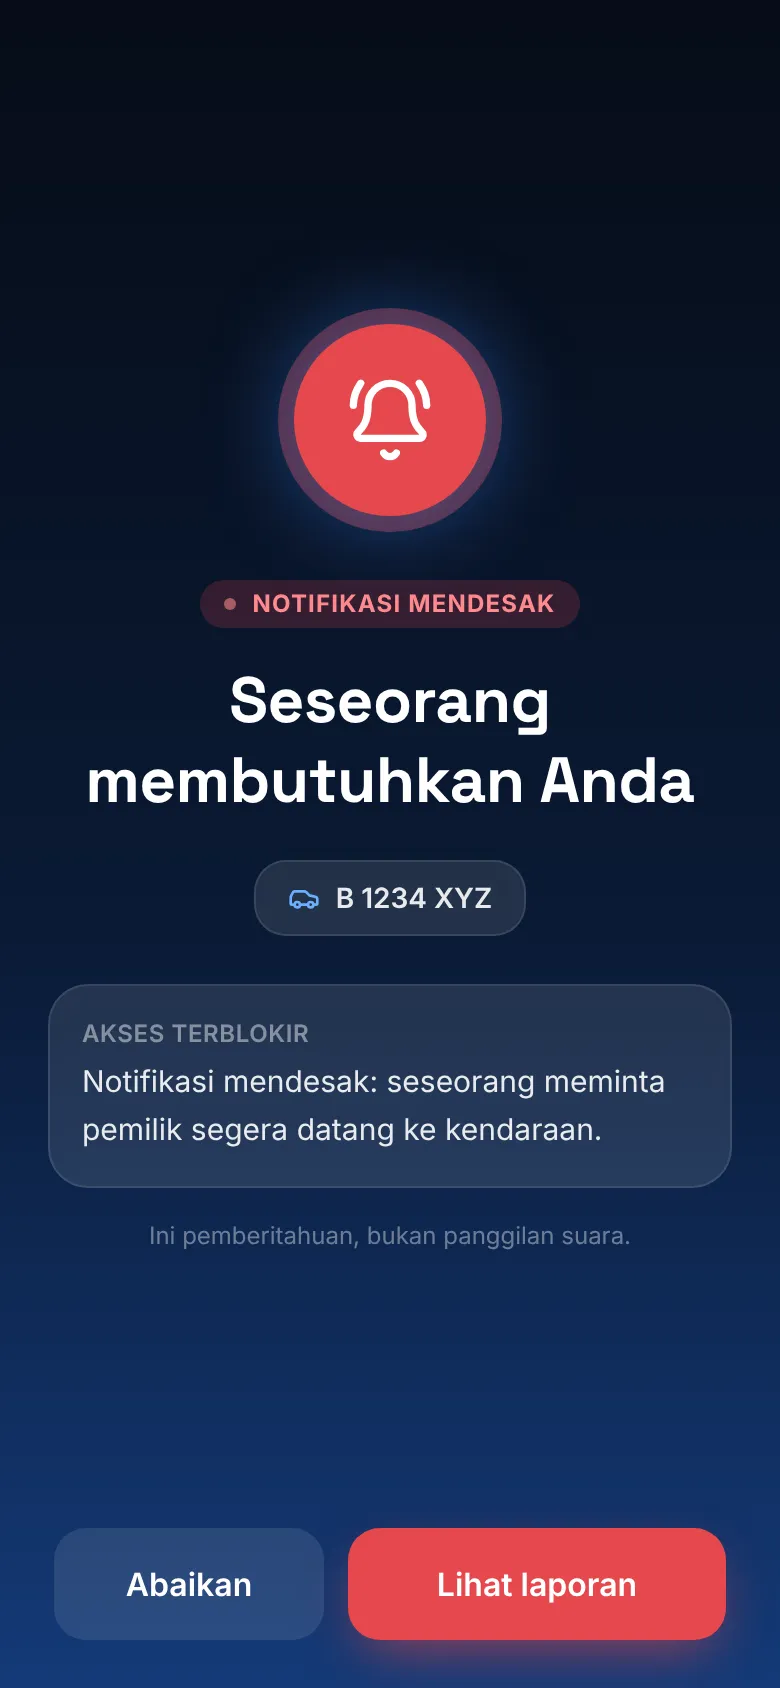 NOTIFIKASI MENDESAK
Seseorang
membutuhkan Anda
B 1234 XYZ
AKSES TERBLOKIR
Notifikasi mendesak: seseorang meminta
pemilik segera datang ke kendaraan.
Ini pemberitahuan, bukan panggilan suara.
Abaikan
Lihat laporan